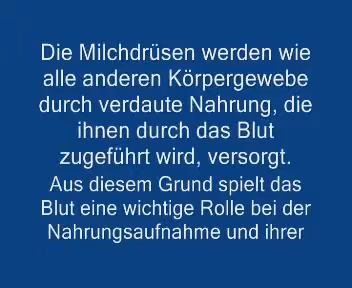 Die Milchdrüsen werden wie
alle anderen Körpergewebe
durch verdaute Nahrung, die
ihnen durch das Blut
zugeführt wird, versorgt.
Aus diesem Grund spielt das
Blut eine wichtige Rolle bei der
Nahrungsaufnahme und ihrer